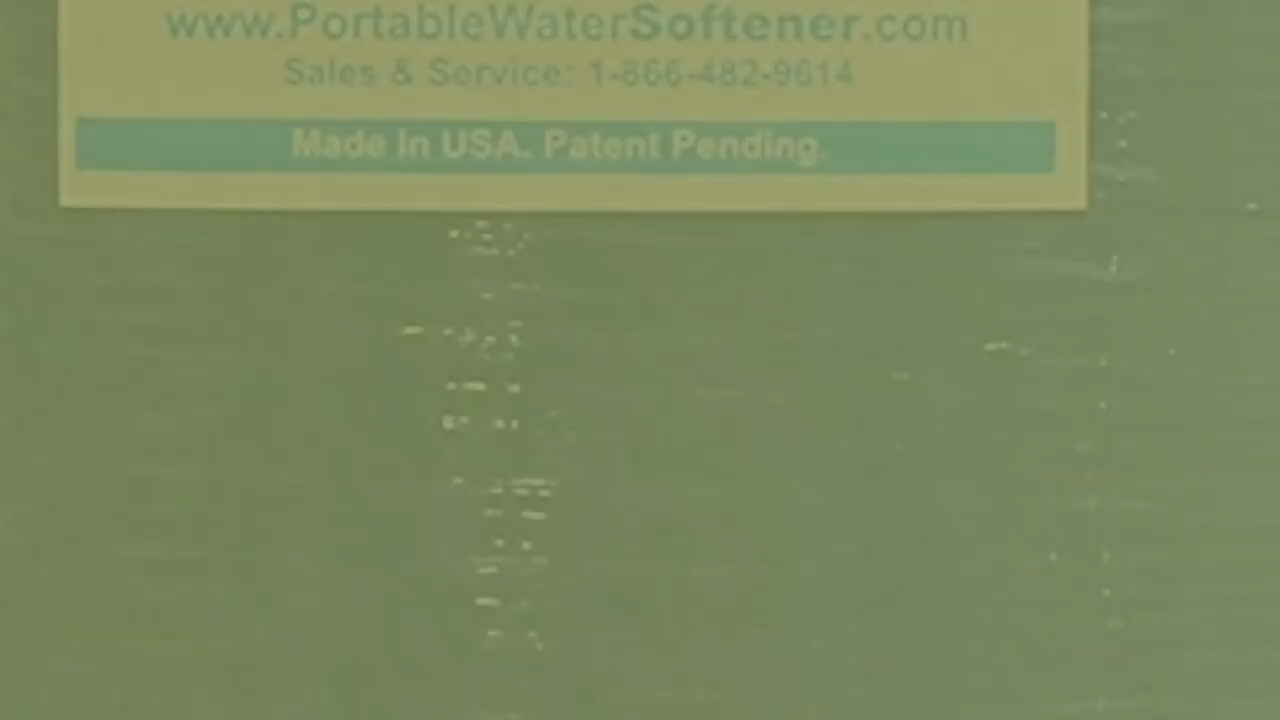 www.PortableWaterSoftener.com
Sales & Service: 1-866-482-9614
Made In USA. Patent Pending.